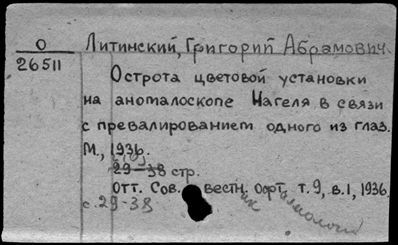 О
26511
Литинский, Григорий Абрамович.
Острота цветовой установки
на аномалоскопе Нагеля в связи
с превалированием одного из глаз.
М., 1936.
(10)
29-38 стр.
Отт. Сов. вестн. офт, т. 9, в. 1, 1936
с. 29-38